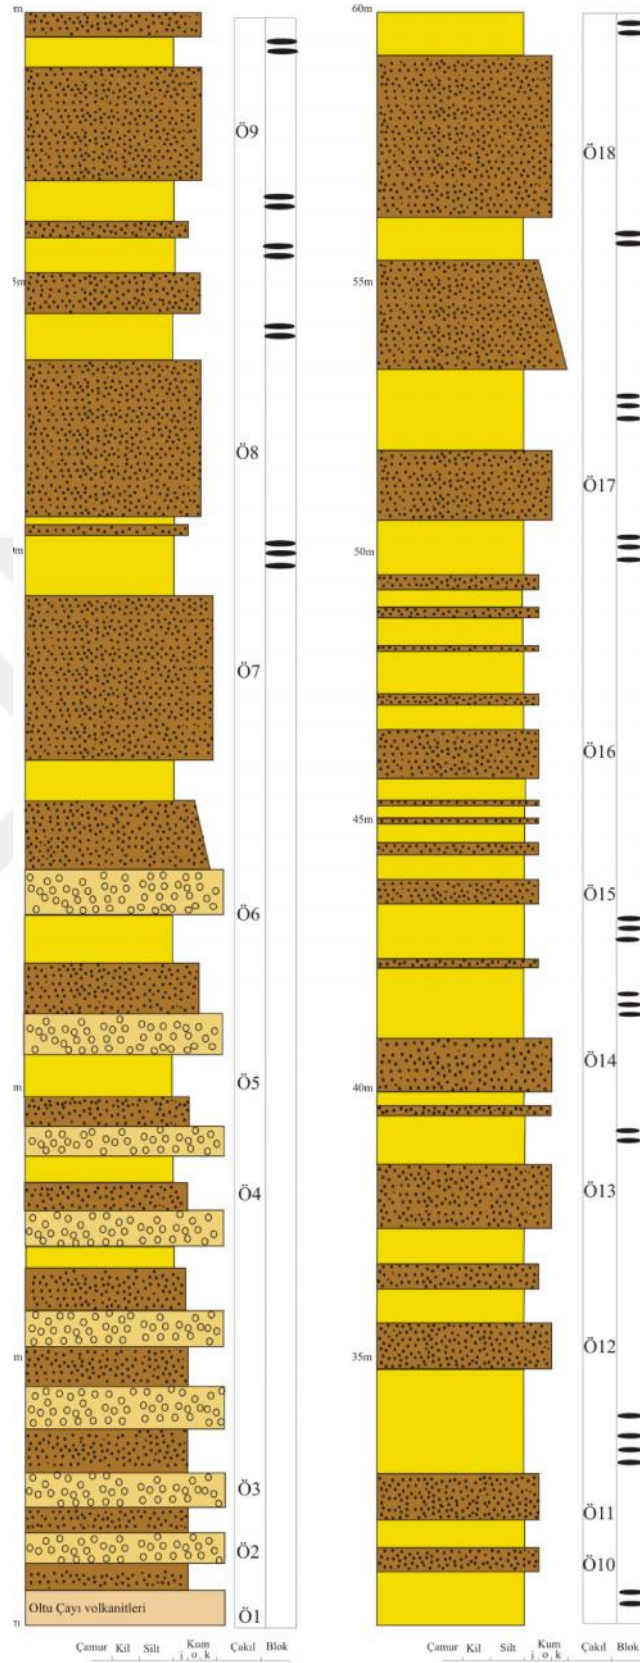 Ö9
5m
Ö8
Ö7
Ö6
Ö5
Ö4
Ö3
Ö2
Oltu Çayı volkanitleri
Ö1
Çamur Kil Silt Kum Çakıl Blok
i , o , k
60m
Ö18
55m
Ö17
50m
Ö16
45m
Ö15
Ö14
40m
Ö13
35m
Ö12
Ö11
Ö10
Çamur Kil Silt Kum Çakıl Blok
i , o , k